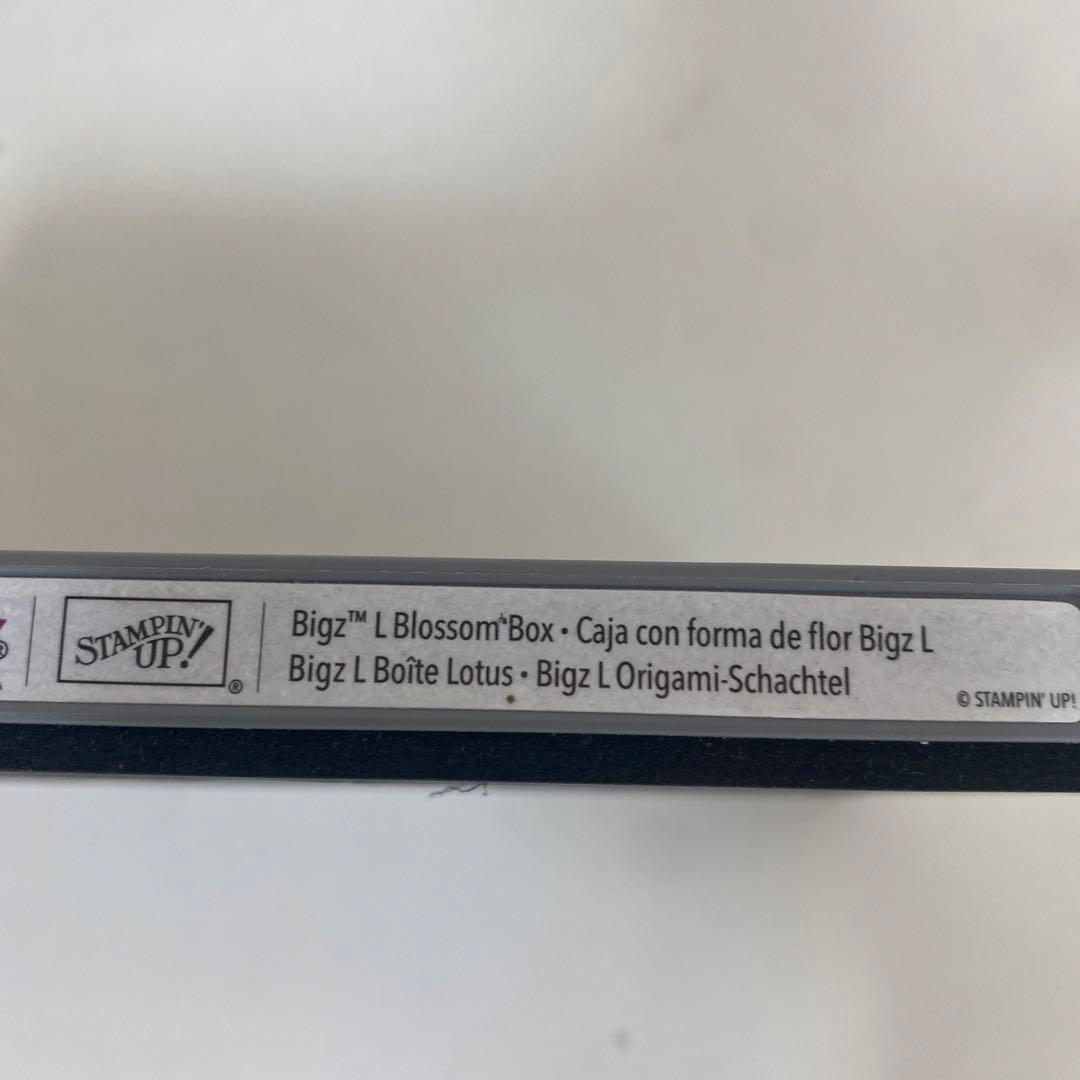 STAMPIN'
UP!®
Bigz™ L Blossom Box • Caja con forma de flor Bigz L
Bigz L Boîte Lotus • Bigz L Origami-Schachtel
© STAMPIN' UP!
®